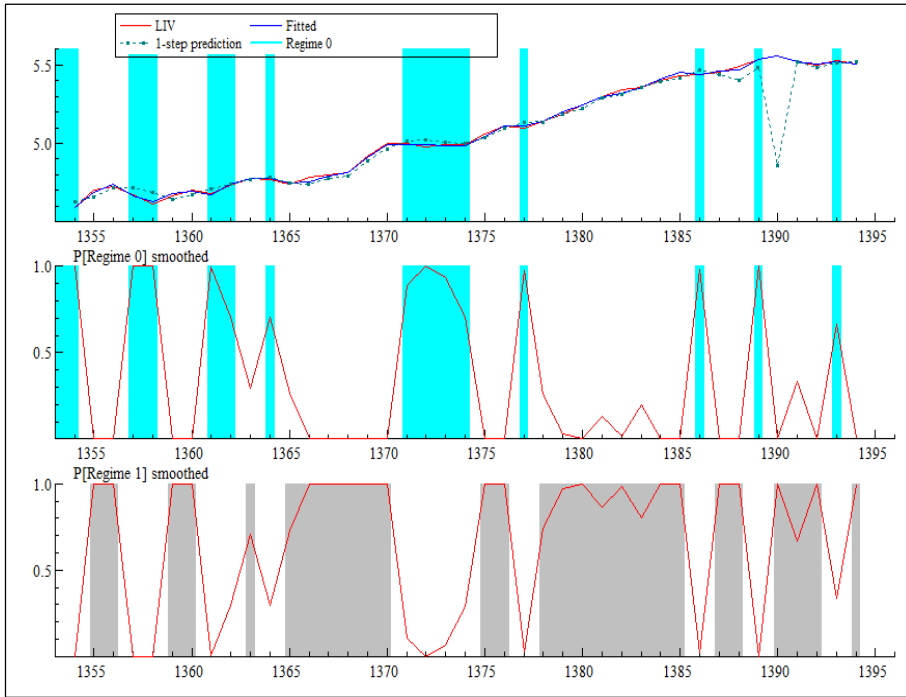 LIV Fitted
1-step prediction Regime 0
5.5
5.0
1355 1360 1365 1370 1375 1380 1385 1390 1395
P[Regime 0] smoothed
1.0
0.5
1355 1360 1365 1370 1375 1380 1385 1390 1395
P[Regime 1] smoothed
1.0
0.5
1355 1360 1365 1370 1375 1380 1385 1390 1395